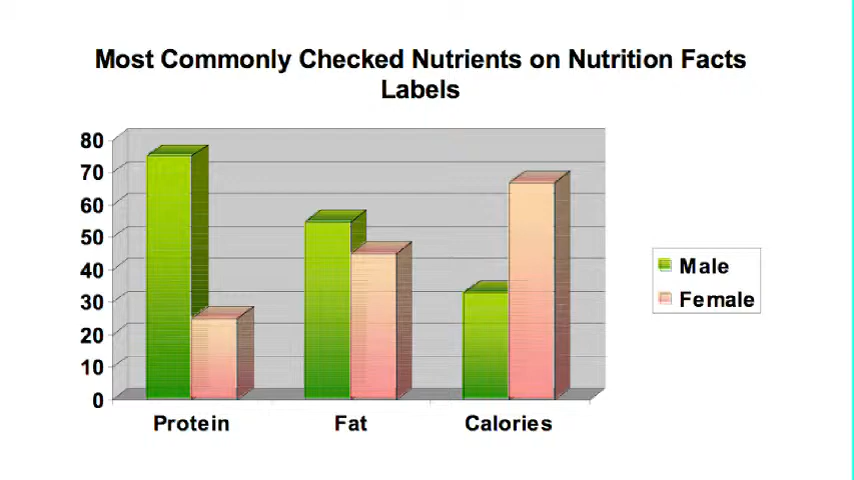 Most Commonly Checked Nutrients on Nutrition Facts
Labels
80
70
60
50
40
30
20
10
0
Protein Fat Calories
Male
Female